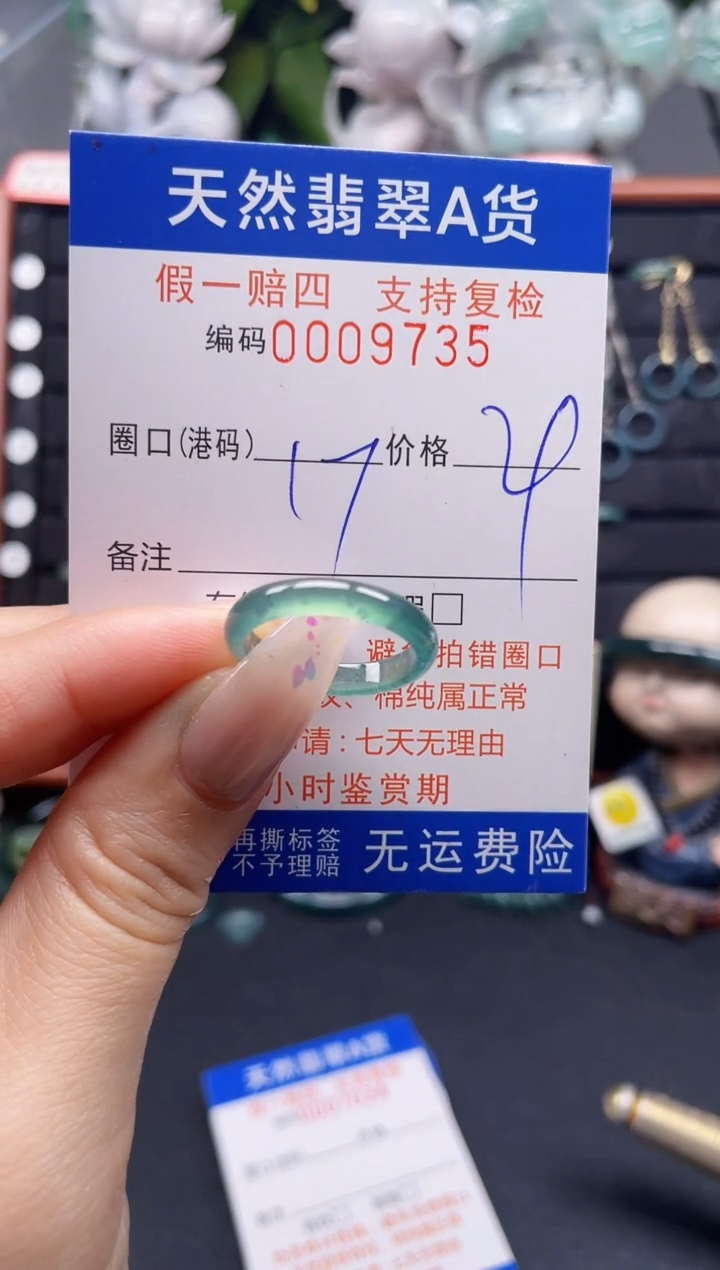 天然翡翠A货
假一赔四 支持复检
编码0009735
圈口(港码) 17 价格
备注
拍错圈口
、棉纯属正常
请:七天无理由
小时鉴赏期
再撕标签
不予理赔
无运费险
天然翡翠A货